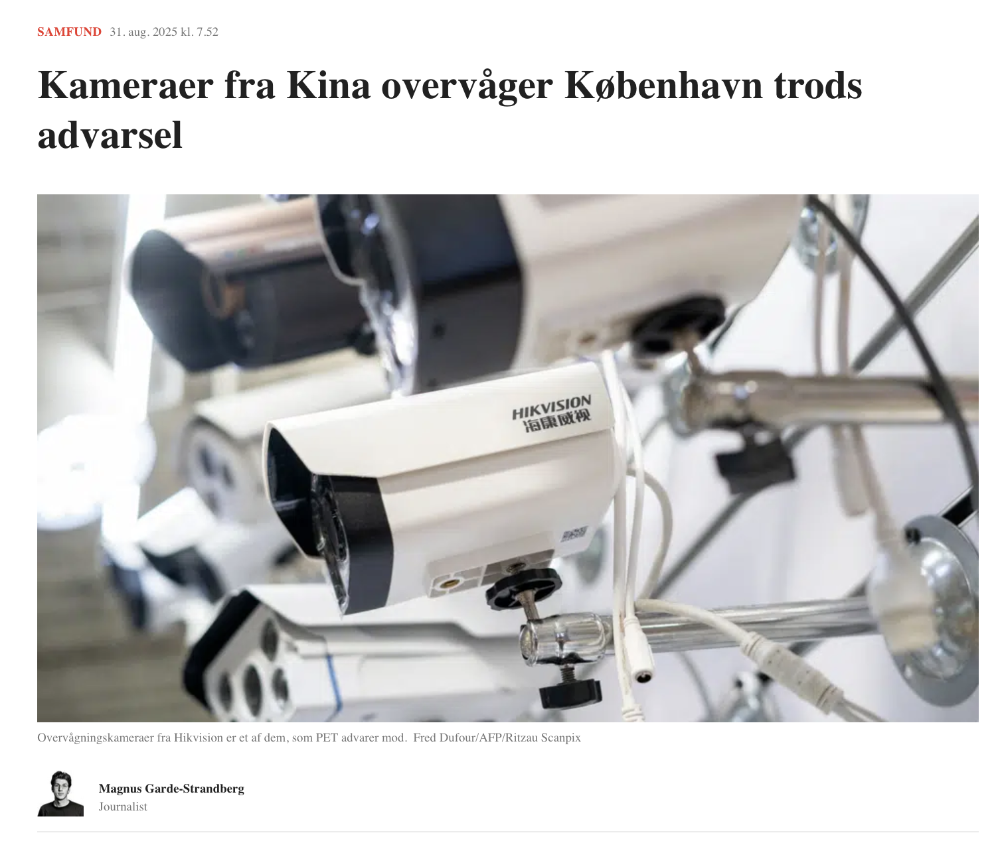 SAMFUND 31. aug. 2025 kl. 7.52
Kameraer fra Kina overvåger København trods
advarsel
HIKVISION
海康威视
Overvågningskameraer fra Hikvision er et af dem, som PET advarer mod. Fred Dufour/AFP/Ritzau Scanpix
Magnus Garde-Strandberg
Journalist